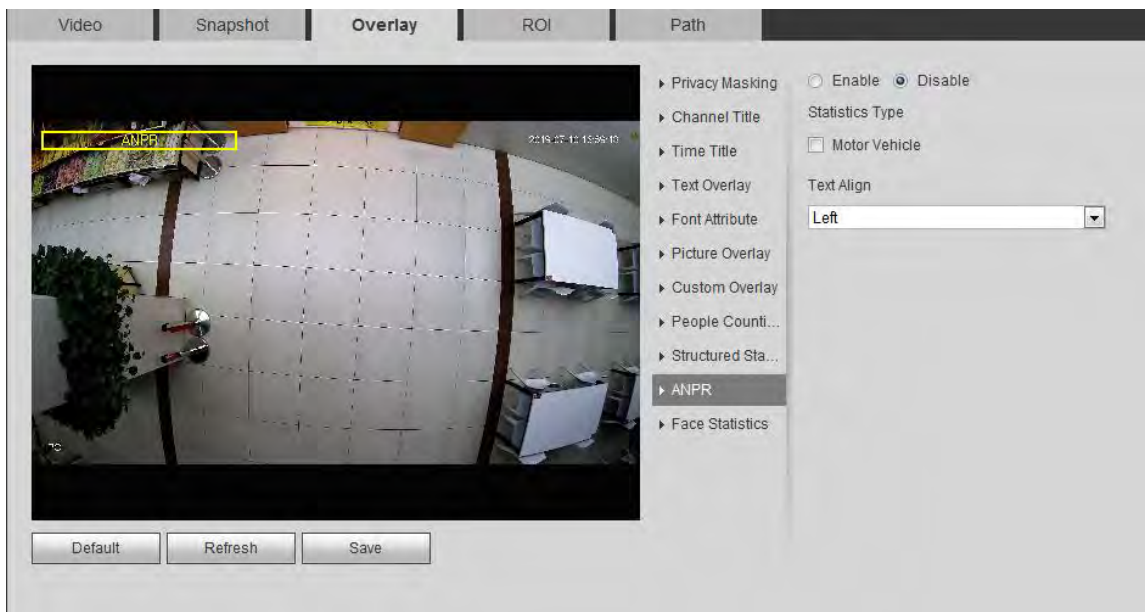 Video Snapshot Overlay ROI Path
ANPR
Privacy Masking
Channel Title
Time Title
Text Overlay
Font Attribute
Picture Overlay
Custom Overlay
People Counti...
Structured Sta...
ANPR
Face Statistics
Enable Disable
Statistics Type
Motor Vehicle
Text Align
Left
Default Refresh Save